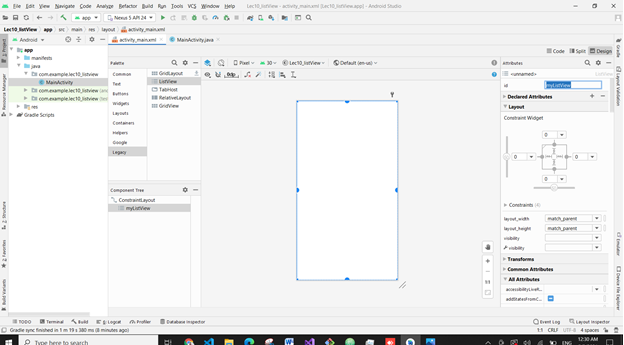 File Edit View Navigate Code Analyze Refactor Build Run Tools VCS Window Help Lec10_listView - activity_main.xml [Lec10_listView.app] - Android Studio
app Nexus 5 API 24
Lec10_listView app src main res layout activity_main.xml
Android activity_main.xml MainActivity.java
Code Split Design
app
manifests
java
com.example.lec10_listview
MainActivity
com.example.lec10_listview
com.example.lec10_listview
res
Gradle Scripts
Palette
Common
Text
Buttons
Widgets
Layouts
Containers
Helpers
Google
Legacy
GridLayout
ListView
TabHost
RelativeLayout
GridView
Component Tree
ConstraintLayout
myListView
Pixel 30 Lec10_listView Default (en-us)
0dp
1:1
Attributes
<unnamed> ListView
id myListView
Declared Attributes
Layout
Constraint Widget
0
0
0
0
Constraints (4)
layout_width match_parent
layout_height match_parent
visibility
visibility
Transforms
Common Attributes
All Attributes
accessibilityLiveR...
addStatesFromC...
1: Project
Resource Manager
Z: Structure
2: Favorites
Build Variants
Gradle
Layout Validation
Emulator
Device File Explorer
TODO Terminal Build 6: Logcat Profiler Database Inspector Event Log Layout Inspector
Gradle sync finished in 1 m 19 s 380 ms (8 minutes ago) 1:1 CRLF UTF-8 4 spaces
Type here to search 12:30 AM